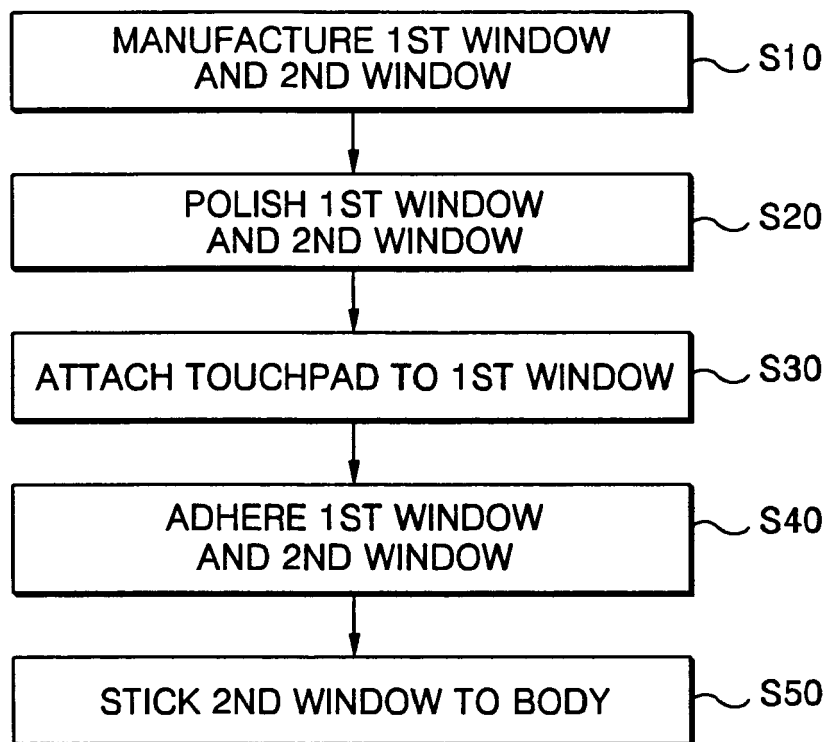 MANUFACTURE 1ST WINDOW
AND 2ND WINDOW
S10
POLISH 1ST WINDOW
AND 2ND WINDOW
S20
ATTACH TOUCHPAD TO 1ST WINDOW
S30
ADHERE 1ST WINDOW
AND 2ND WINDOW
S40
STICK 2ND WINDOW TO BODY
S50